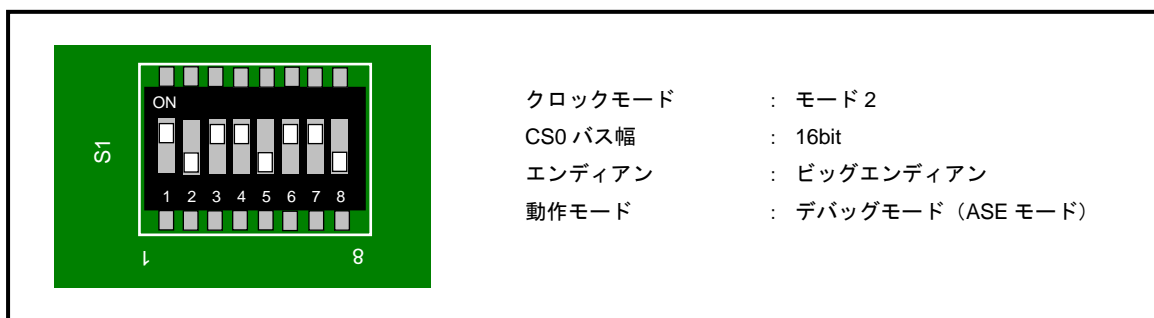 ON
S1
1 2 3 4 5 6 7 8
1 8
クロックモード : モード 2
CS0 バス幅 : 16bit
エンディアン : ビッグエンディアン
動作モード : デバッグモード（ASE モード）